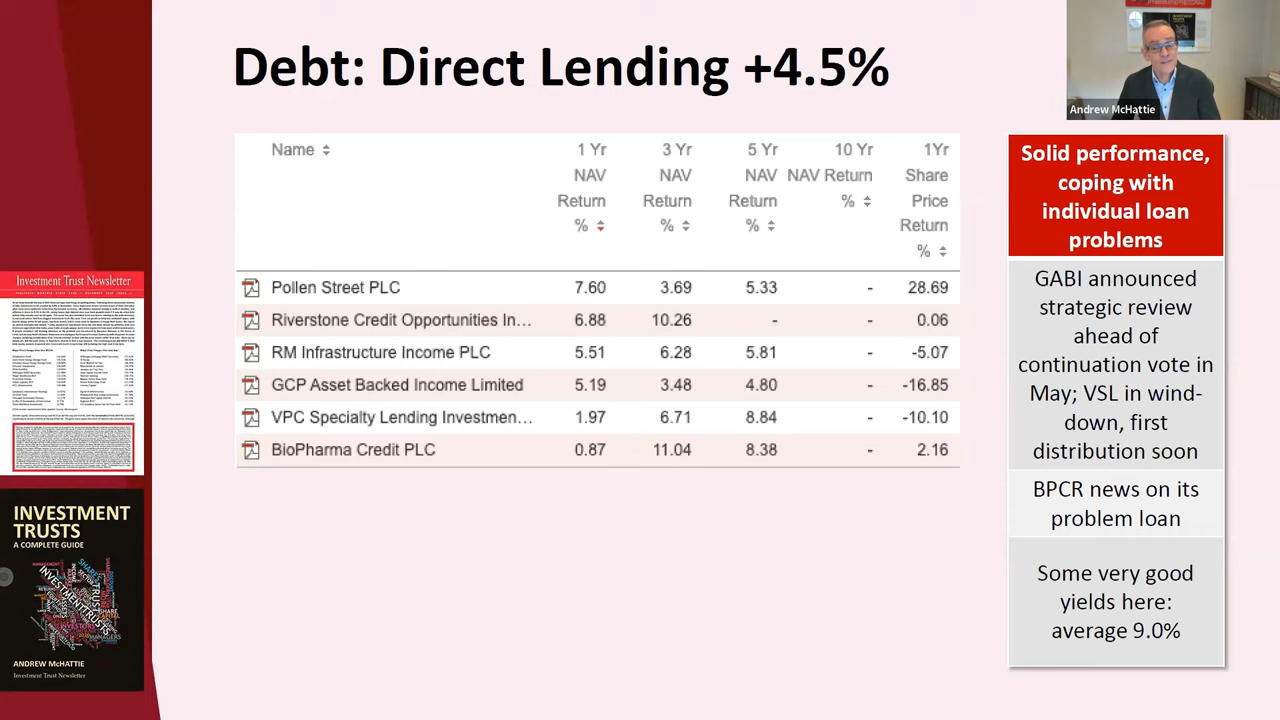 Debt: Direct Lending +4.5%
Andrew McHattie
Name
1 Yr NAV Return %
3 Yr NAV Return %
5 Yr NAV Return %
10 Yr NAV Return %
1Yr Share Price Return %
Pollen Street PLC 7.60 3.69 5.33 - 28.69
Riverstone Credit Opportunities In… 6.88 10.26 - - 0.06
RM Infrastructure Income PLC 5.51 6.28 5.81 - -5.07
GCP Asset Backed Income Limited 5.19 3.48 4.80 - -16.85
VPC Specialty Lending Investmen… 1.97 6.71 8.84 - -10.10
BioPharma Credit PLC 0.87 11.04 8.38 - 2.16
Solid performance,
coping with
individual loan
problems
GABI announced
strategic review
ahead of
continuation vote in
May; VSL in wind-
down, first
distribution soon
BPCR news on its
problem loan
Some very good
yields here:
average 9.0%
Investment Trust Newsletter
INVESTMENT
TRUSTS
A COMPLETE GUIDE
ANDREW McHATTIE
Investment Trust Newsletter